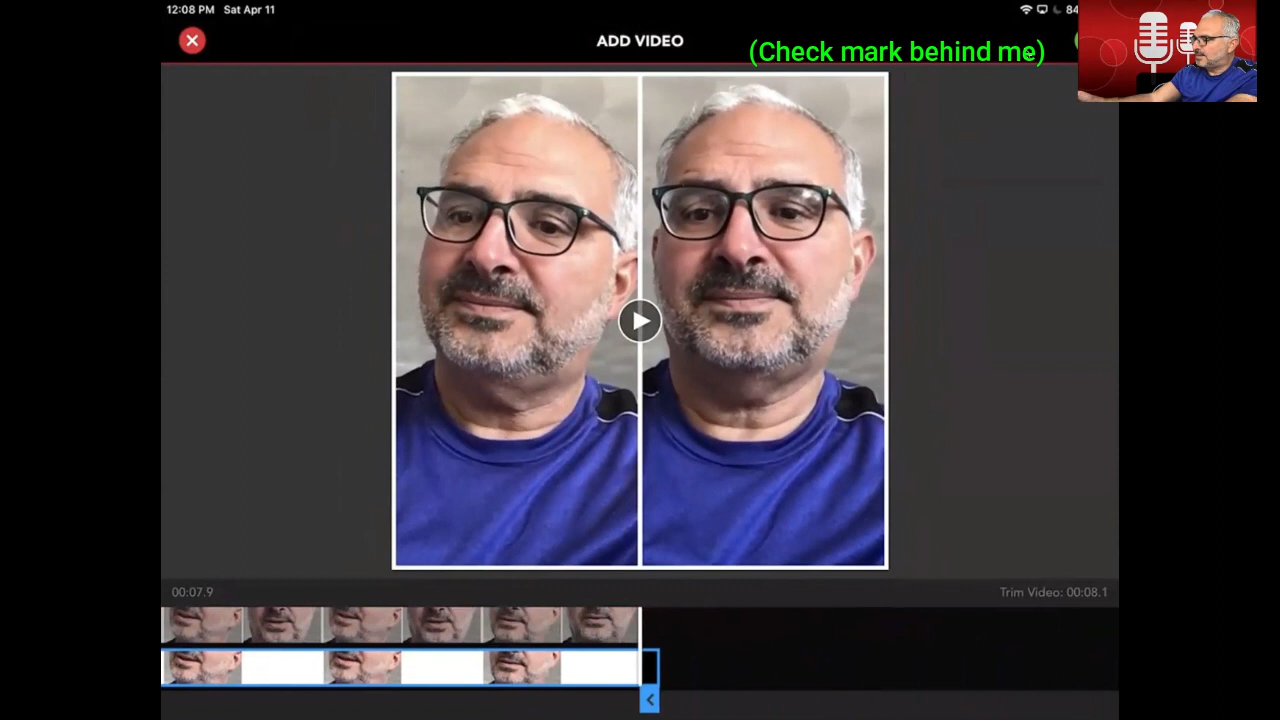 12:08 PM Sat Apr 11
84
ADD VIDEO
(Check mark behind me)
00:07.9
Trim Video: 00:08.1